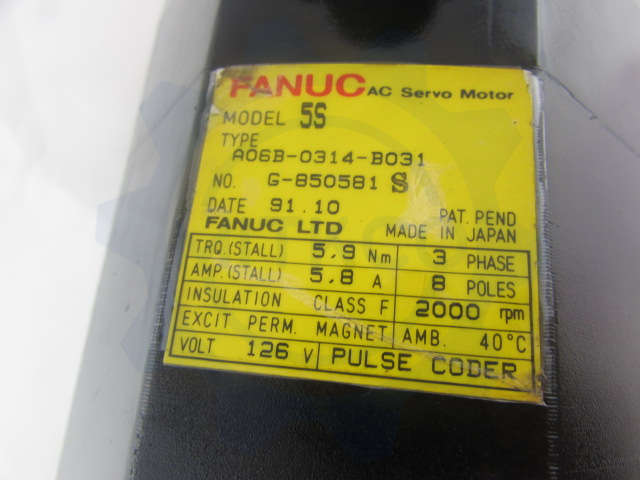 FANUC AC Servo Motor
MODEL 5S
TYPE
A06B-0314-B031
NO. G-850581 S
DATE 91.10 PAT. PEND
FANUC LTD MADE IN JAPAN
TRQ.(STALL) 5.9 Nm 3 PHASE
AMP.(STALL) 5.8 A 8 POLES
INSULATION CLASS F 2000 rpm
EXCIT PERM. MAGNET AMB. 40°C
VOLT 126 V PULSE CODER